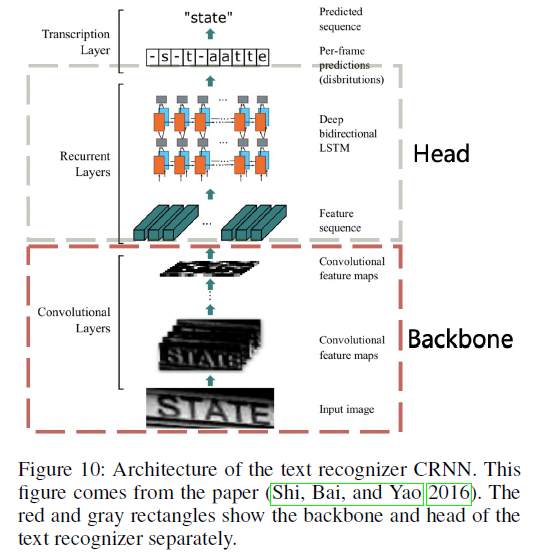 "state"
Predicted
sequence
Transcription
Layer
-s-t-aatte
Per-frame
predictions
(disbritutions)
Recurrent
Layers
Deep
bidirectional
LSTM
Head
Feature
sequence
...
...
Convolutional
Layers
Convolutional
feature maps
Convolutional
feature maps
Backbone
STATE
STATE
Input image
Figure 10: Architecture of the text recognizer CRNN. This
figure comes from the paper (Shi, Bai, and Yao 2016). The
red and gray rectangles show the backbone and head of the
text recognizer separately.